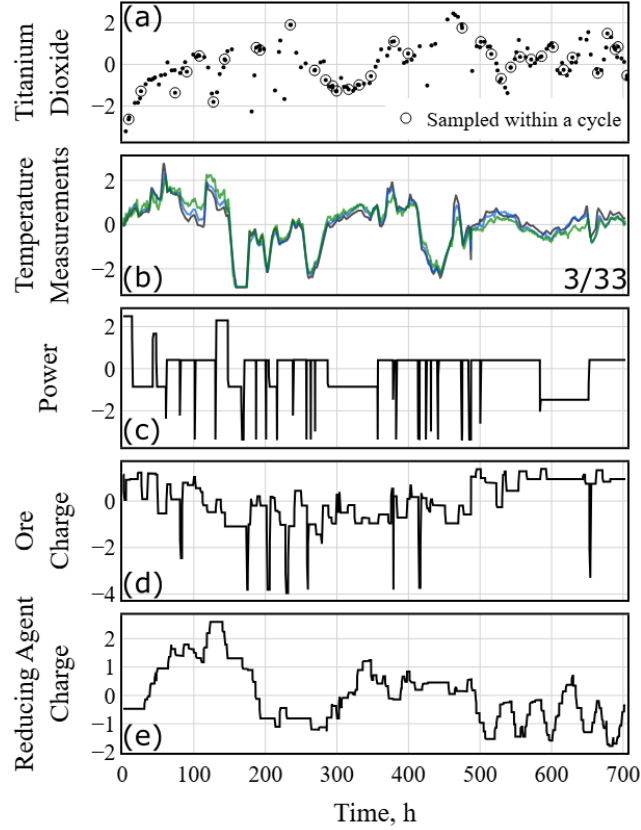 (a)
Titanium
Dioxide
2
0
−2
Sampled within a cycle
Temperature
Measurements
2
0
−2
(b)
3/33
Power
2
0
−2
(c)
Ore
Charge
0
−2
−4
(d)
Reducing Agent
Charge
2
1
0
−1
−2
(e)
0 100 200 300 400 500 600 700
Time, h